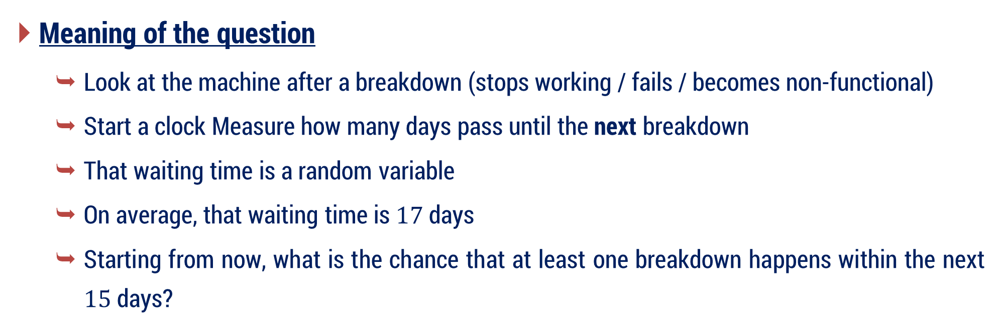 Meaning of the question
Look at the machine after a breakdown (stops working / fails / becomes non-functional)
Start a clock Measure how many days pass until the next breakdown
That waiting time is a random variable
On average, that waiting time is 17 days
Starting from now, what is the chance that at least one breakdown happens within the next
15 days?